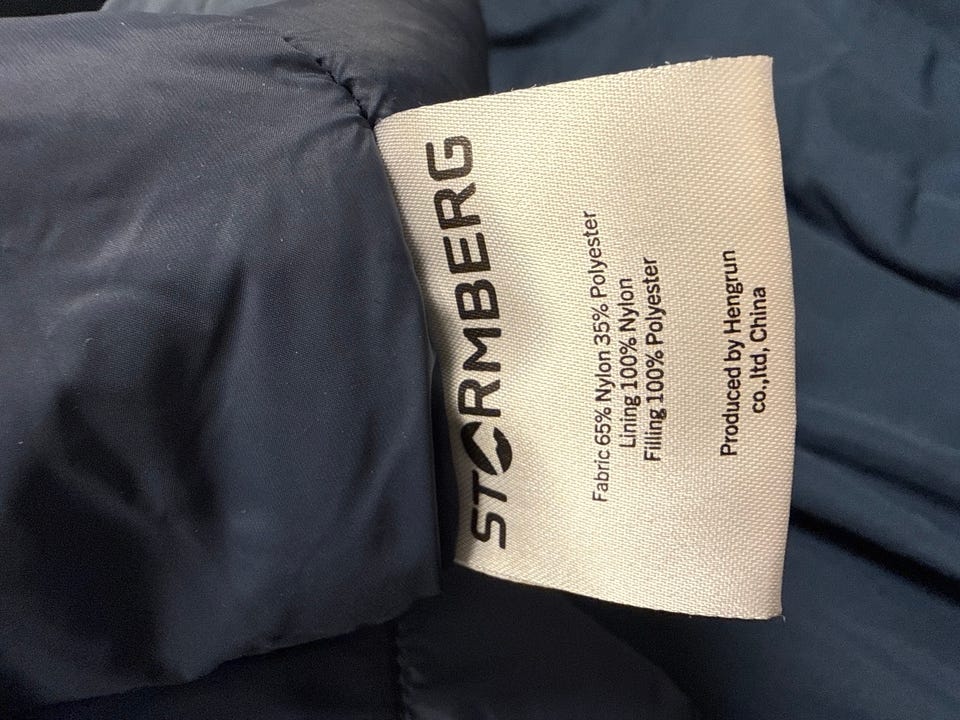 STORMBERG
Fabric 65% Nylon 35% Polyester
Lining 100% Nylon
Filling 100% Polyester
Produced by Hengrun
co.,ltd, China